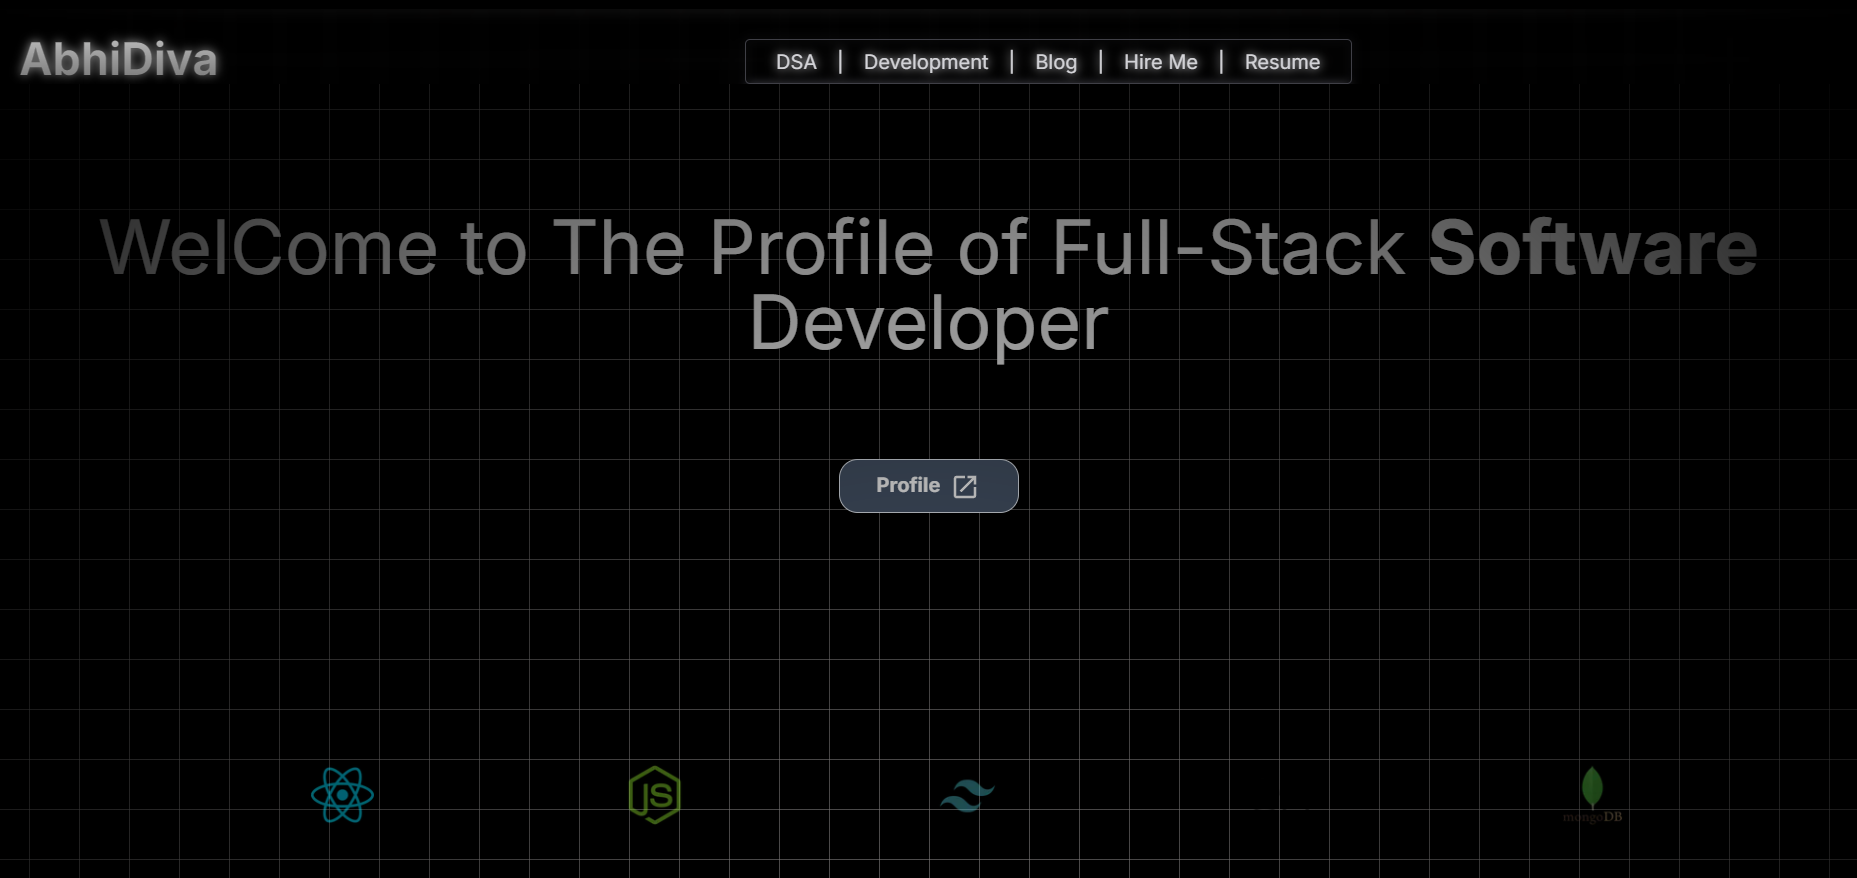 AbhiDiva
DSA | Development | Blog | Hire Me | Resume
WelCome to The Profile of Full-Stack Software
Developer
Profile
JS
mongoDB